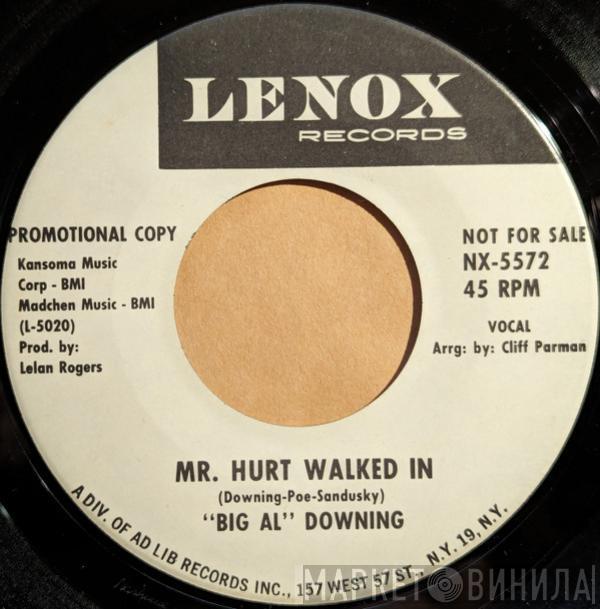 LENOX
RECORDS
PROMOTIONAL COPY
Kansoma Music
Corp - BMI
Madchen Music - BMI
(L-5020)
Prod. by:
Lelan Rogers
NOT FOR SALE
NX-5572
45 RPM
VOCAL
Arrg: by: Cliff Parman
MR. HURT WALKED IN
(Downing-Poe-Sandusky)
"BIG AL" DOWNING
A DIV. OF AD LIB RECORDS INC., 157 WEST 57 ST., N.Y. 19, N.Y.
МАРКЕТ ВИНИЛА